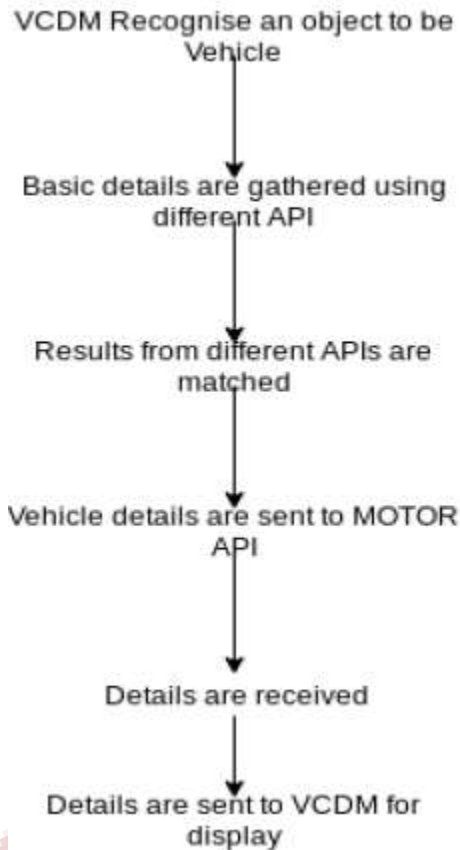 VCDM Recognise an object to be
Vehicle
Basic details are gathered using
different API
Results from different APIs are
matched
Vehicle details are sent to MOTOR
API
Details are received
Details are sent to VCDM for
display